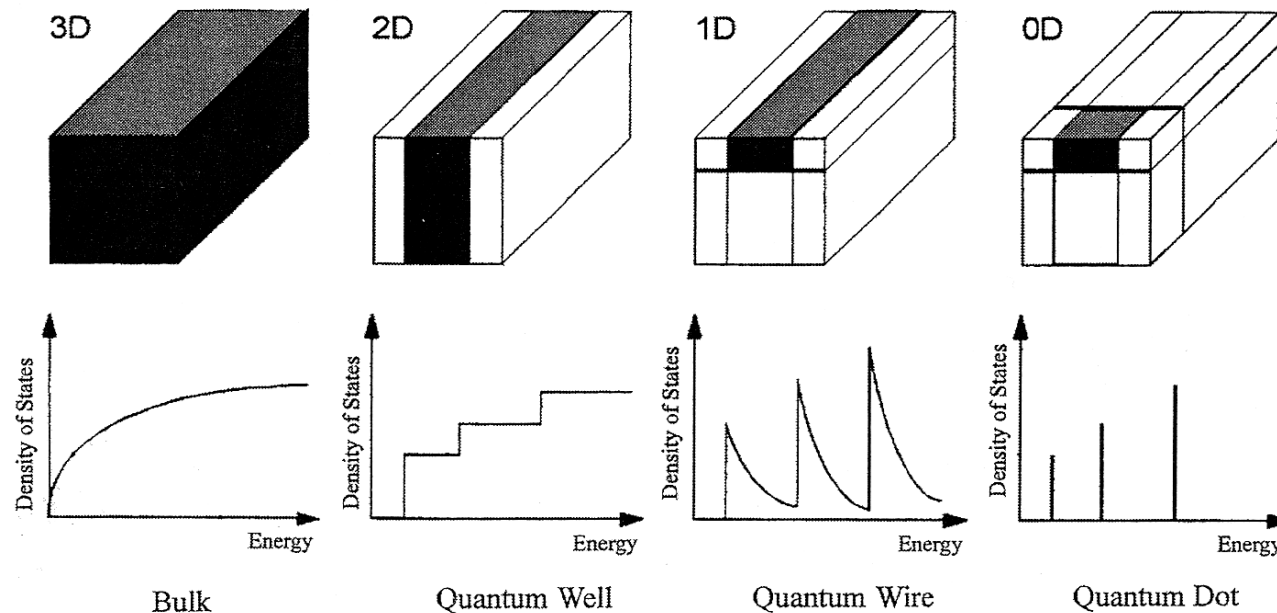 3D
2D
1D
0D
Density of States
Energy
Density of States
Energy
Density of States
Energy
Density of States
Energy
Bulk
Quantum Well
Quantum Wire
Quantum Dot